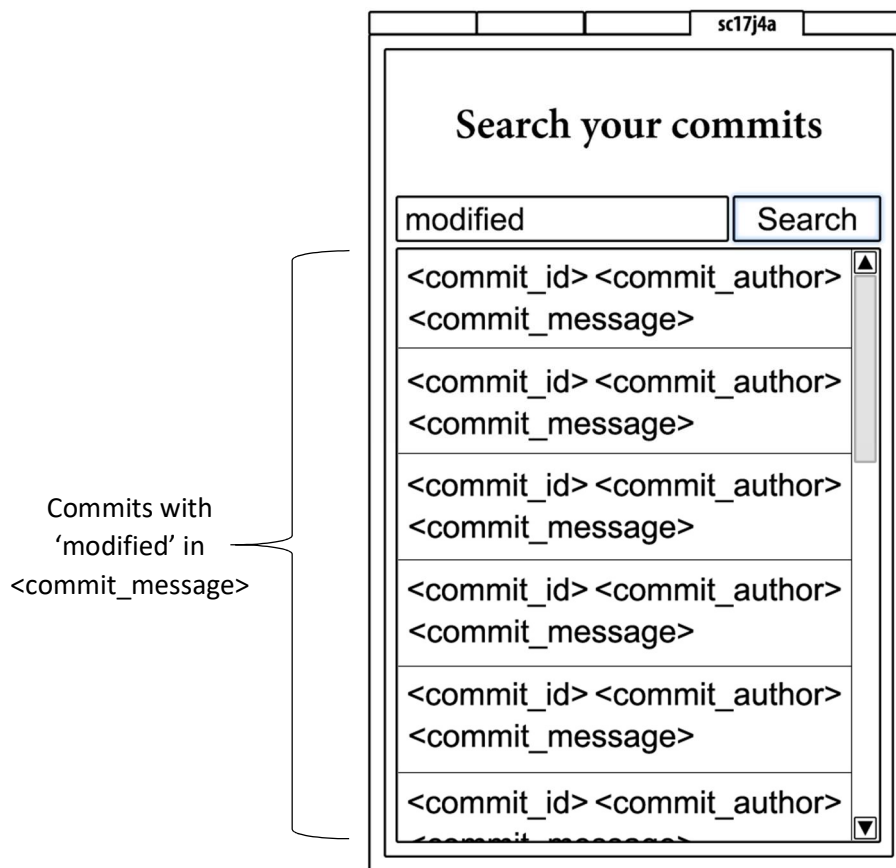 sc17j4a
Search your commits
modified
Search
<commit_id> <commit_author>
<commit_message>
<commit_id> <commit_author>
<commit_message>
<commit_id> <commit_author>
<commit_message>
<commit_id> <commit_author>
<commit_message>
<commit_id> <commit_author>
<commit_message>
<commit_id> <commit_author>
<commit_message>
Commits with
‘modified’ in
<commit_message>